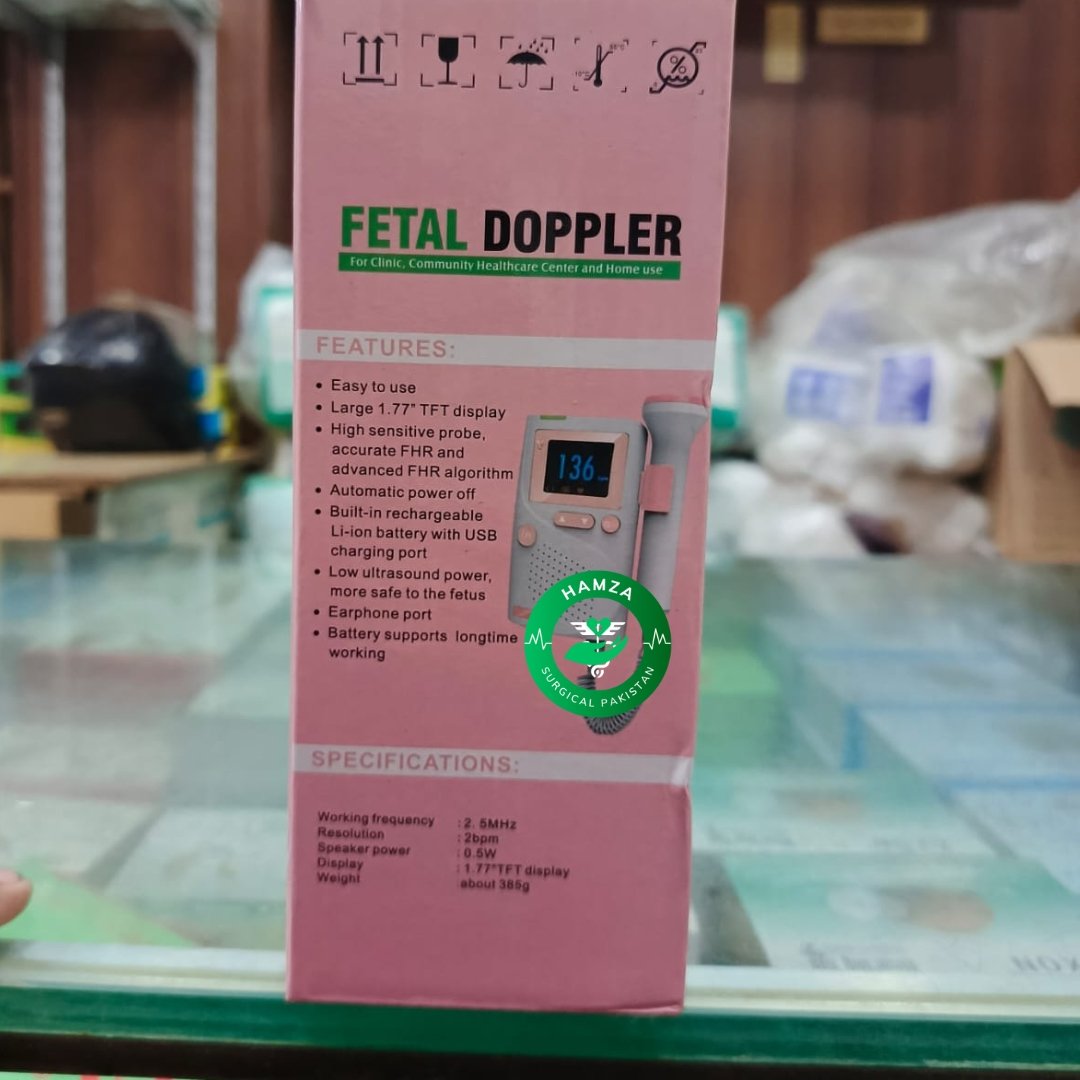 FETAL DOPPLER
For Clinic, Community Healthcare Center and Home use
FEATURES:
• Easy to use
• Large 1.77" TFT display
• High sensitive probe,
accurate FHR and
advanced FHR algorithm
• Automatic power off
• Built-in rechargeable
Li-ion battery with USB
charging port
• Low ultrasound power,
more safe to the fetus
• Earphone port
• Battery supports longtime
working
136
HAMZA
SURGICAL PAKISTAN
SPECIFICATIONS:
Working frequency : 2. 5MHz
Resolution : 2bpm
Speaker power : 0.5W
Display : 1.77"TFT display
Weight about 385g